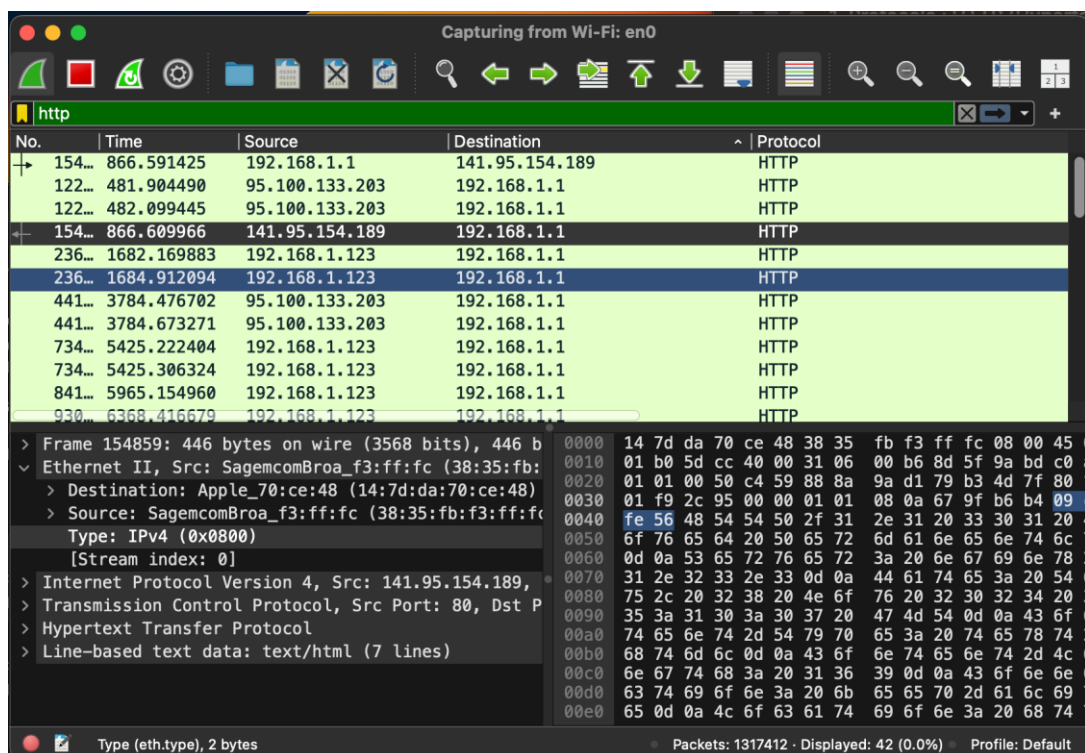 Capturing from Wi-Fi: en0
1
2 3
http
No. Time Source Destination Protocol
154… 866.591425 192.168.1.1 141.95.154.189 HTTP
122… 481.904490 95.100.133.203 192.168.1.1 HTTP
122… 482.099445 95.100.133.203 192.168.1.1 HTTP
154… 866.609966 141.95.154.189 192.168.1.1 HTTP
236… 1682.169883 192.168.1.123 192.168.1.1 HTTP
236… 1684.912094 192.168.1.123 192.168.1.1 HTTP
441… 3784.476702 95.100.133.203 192.168.1.1 HTTP
441… 3784.673271 95.100.133.203 192.168.1.1 HTTP
734… 5425.222404 192.168.1.123 192.168.1.1 HTTP
734… 5425.306324 192.168.1.123 192.168.1.1 HTTP
841… 5965.154960 192.168.1.123 192.168.1.1 HTTP
930… 6368.416679 192.168.1.123 192.168.1.1 HTTP
Frame 154859: 446 bytes on wire (3568 bits), 446 b
Ethernet II, Src: SagemcomBroa_f3:ff:fc (38:35:fb:
Destination: Apple_70:ce:48 (14:7d:da:70:ce:48)
Source: SagemcomBroa_f3:ff:fc (38:35:fb:f3:ff:fc
Type: IPv4 (0x0800)
[Stream index: 0]
Internet Protocol Version 4, Src: 141.95.154.189,
Transmission Control Protocol, Src Port: 80, Dst P
Hypertext Transfer Protocol
Line-based text data: text/html (7 lines)
0000 14 7d da 70 ce 48 38 35 fb f3 ff fc 08 00 45
0010 01 b0 5d cc 40 00 31 06 00 b6 8d 5f 9a bd c0
0020 01 01 00 50 c4 59 88 8a 9a d1 79 b3 4d 7f 80
0030 01 f9 2c 95 00 00 01 01 08 0a 67 9f b6 b4 09
0040 fe 56 48 54 54 50 2f 31 2e 31 20 33 30 31 20
0050 6f 76 65 64 20 50 65 72 6d 61 6e 65 6e 74 6c
0060 0d 0a 53 65 72 76 65 72 3a 20 6e 67 69 6e 78
0070 31 2e 32 33 2e 33 0d 0a 44 61 74 65 3a 20 54
0080 75 2c 20 32 38 20 4e 6f 76 20 32 30 32 34 20
0090 35 3a 31 30 3a 30 37 20 47 4d 54 0d 0a 43 6f
00a0 74 65 6e 74 2d 54 79 70 65 3a 20 74 65 78 74
00b0 68 74 6d 6c 0d 0a 43 6f 6e 74 65 6e 74 2d 4c
00c0 6e 67 74 68 3a 20 31 36 39 0d 0a 43 6f 6e 6e
00d0 63 74 69 6f 6e 3a 20 6b 65 65 70 2d 61 6c 69
00e0 65 0d 0a 4c 6f 63 61 74 69 6f 6e 3a 20 68 74
Type (eth.type), 2 bytes
Packets: 1317412 · Displayed: 42 (0.0%)
Profile: Default